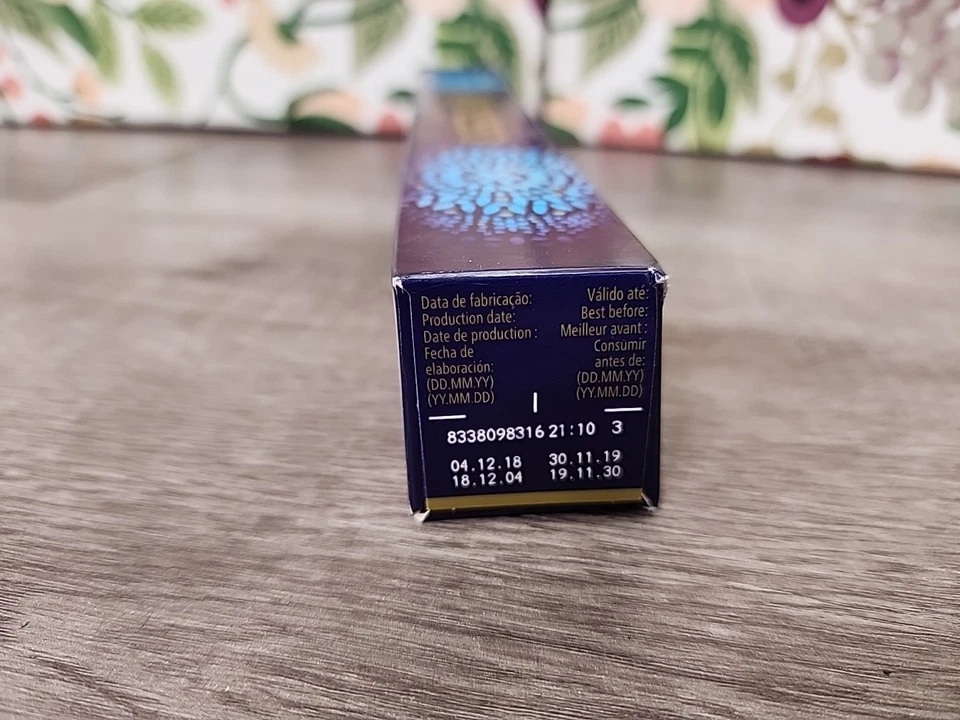 Data de fabricação:
Production date:
Date de production :
Fecha de
elaboración:
(DD.MM.YY)
(YY.MM.DD)
Válido até:
Best before:
Meilleur avant :
Consumir
antes de:
(DD.MM.YY)
(YY.MM.DD)
8338098316 21:10 3
04.12.18 30.11.19
18.12.04 19.11.30